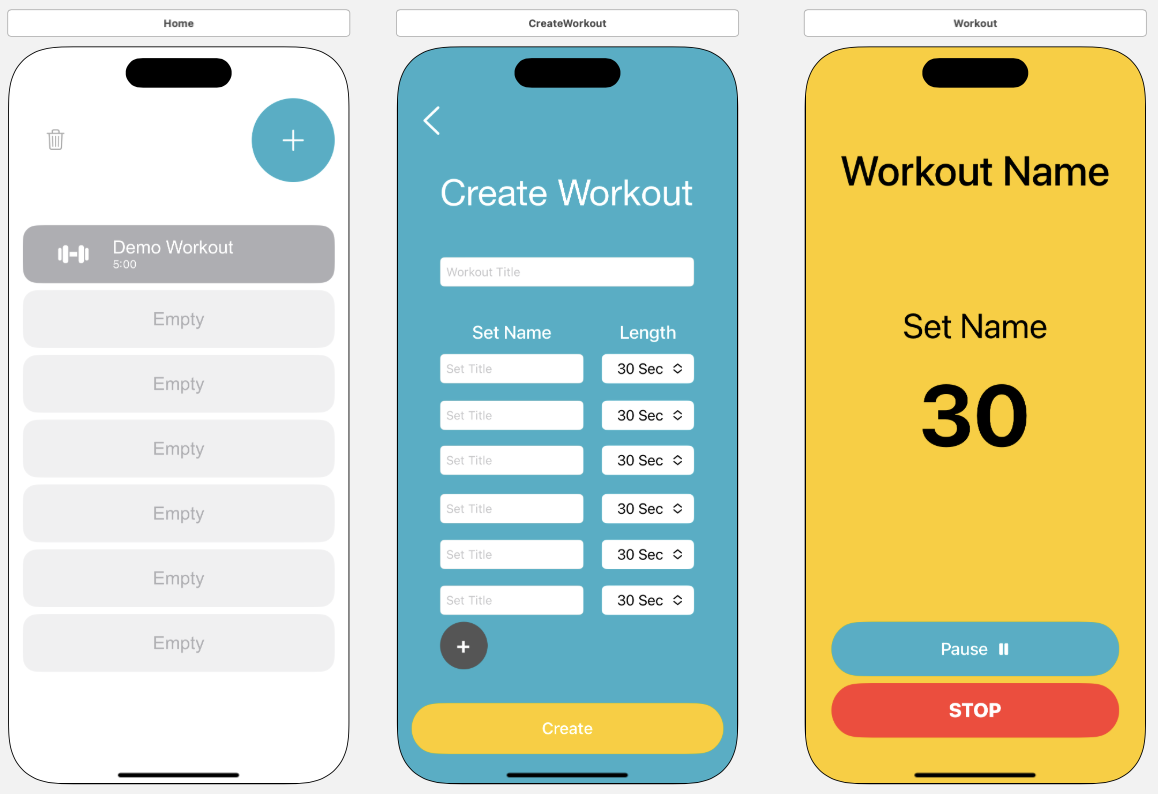 Home
+
Demo Workout
5:00
Empty
Empty
Empty
Empty
Empty
Empty
CreateWorkout
Create Workout
Workout Title
Set Name Length
Set Title 30 Sec
Set Title 30 Sec
Set Title 30 Sec
Set Title 30 Sec
Set Title 30 Sec
Set Title 30 Sec
+
Create
Workout
Workout Name
Set Name
30
Pause
STOP